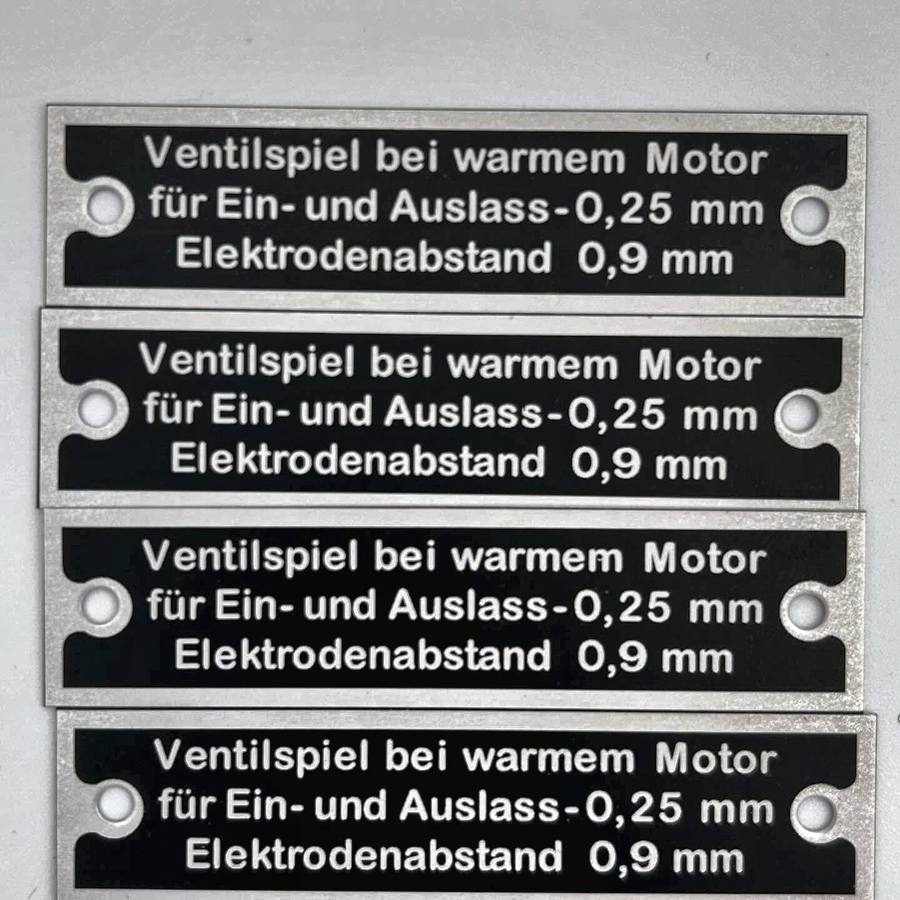 Ventilspiel bei warmem Motor
für Ein- und Auslass-0,25 mm
Elektrodenabstand 0,9 mm
Ventilspiel bei warmem Motor
für Ein- und Auslass-0,25 mm
Elektrodenabstand 0,9 mm
Ventilspiel bei warmem Motor
für Ein- und Auslass-0,25 mm
Elektrodenabstand 0,9 mm
Ventilspiel bei warmem Motor
für Ein- und Auslass-0,25 mm
Elektrodenabstand 0,9 mm